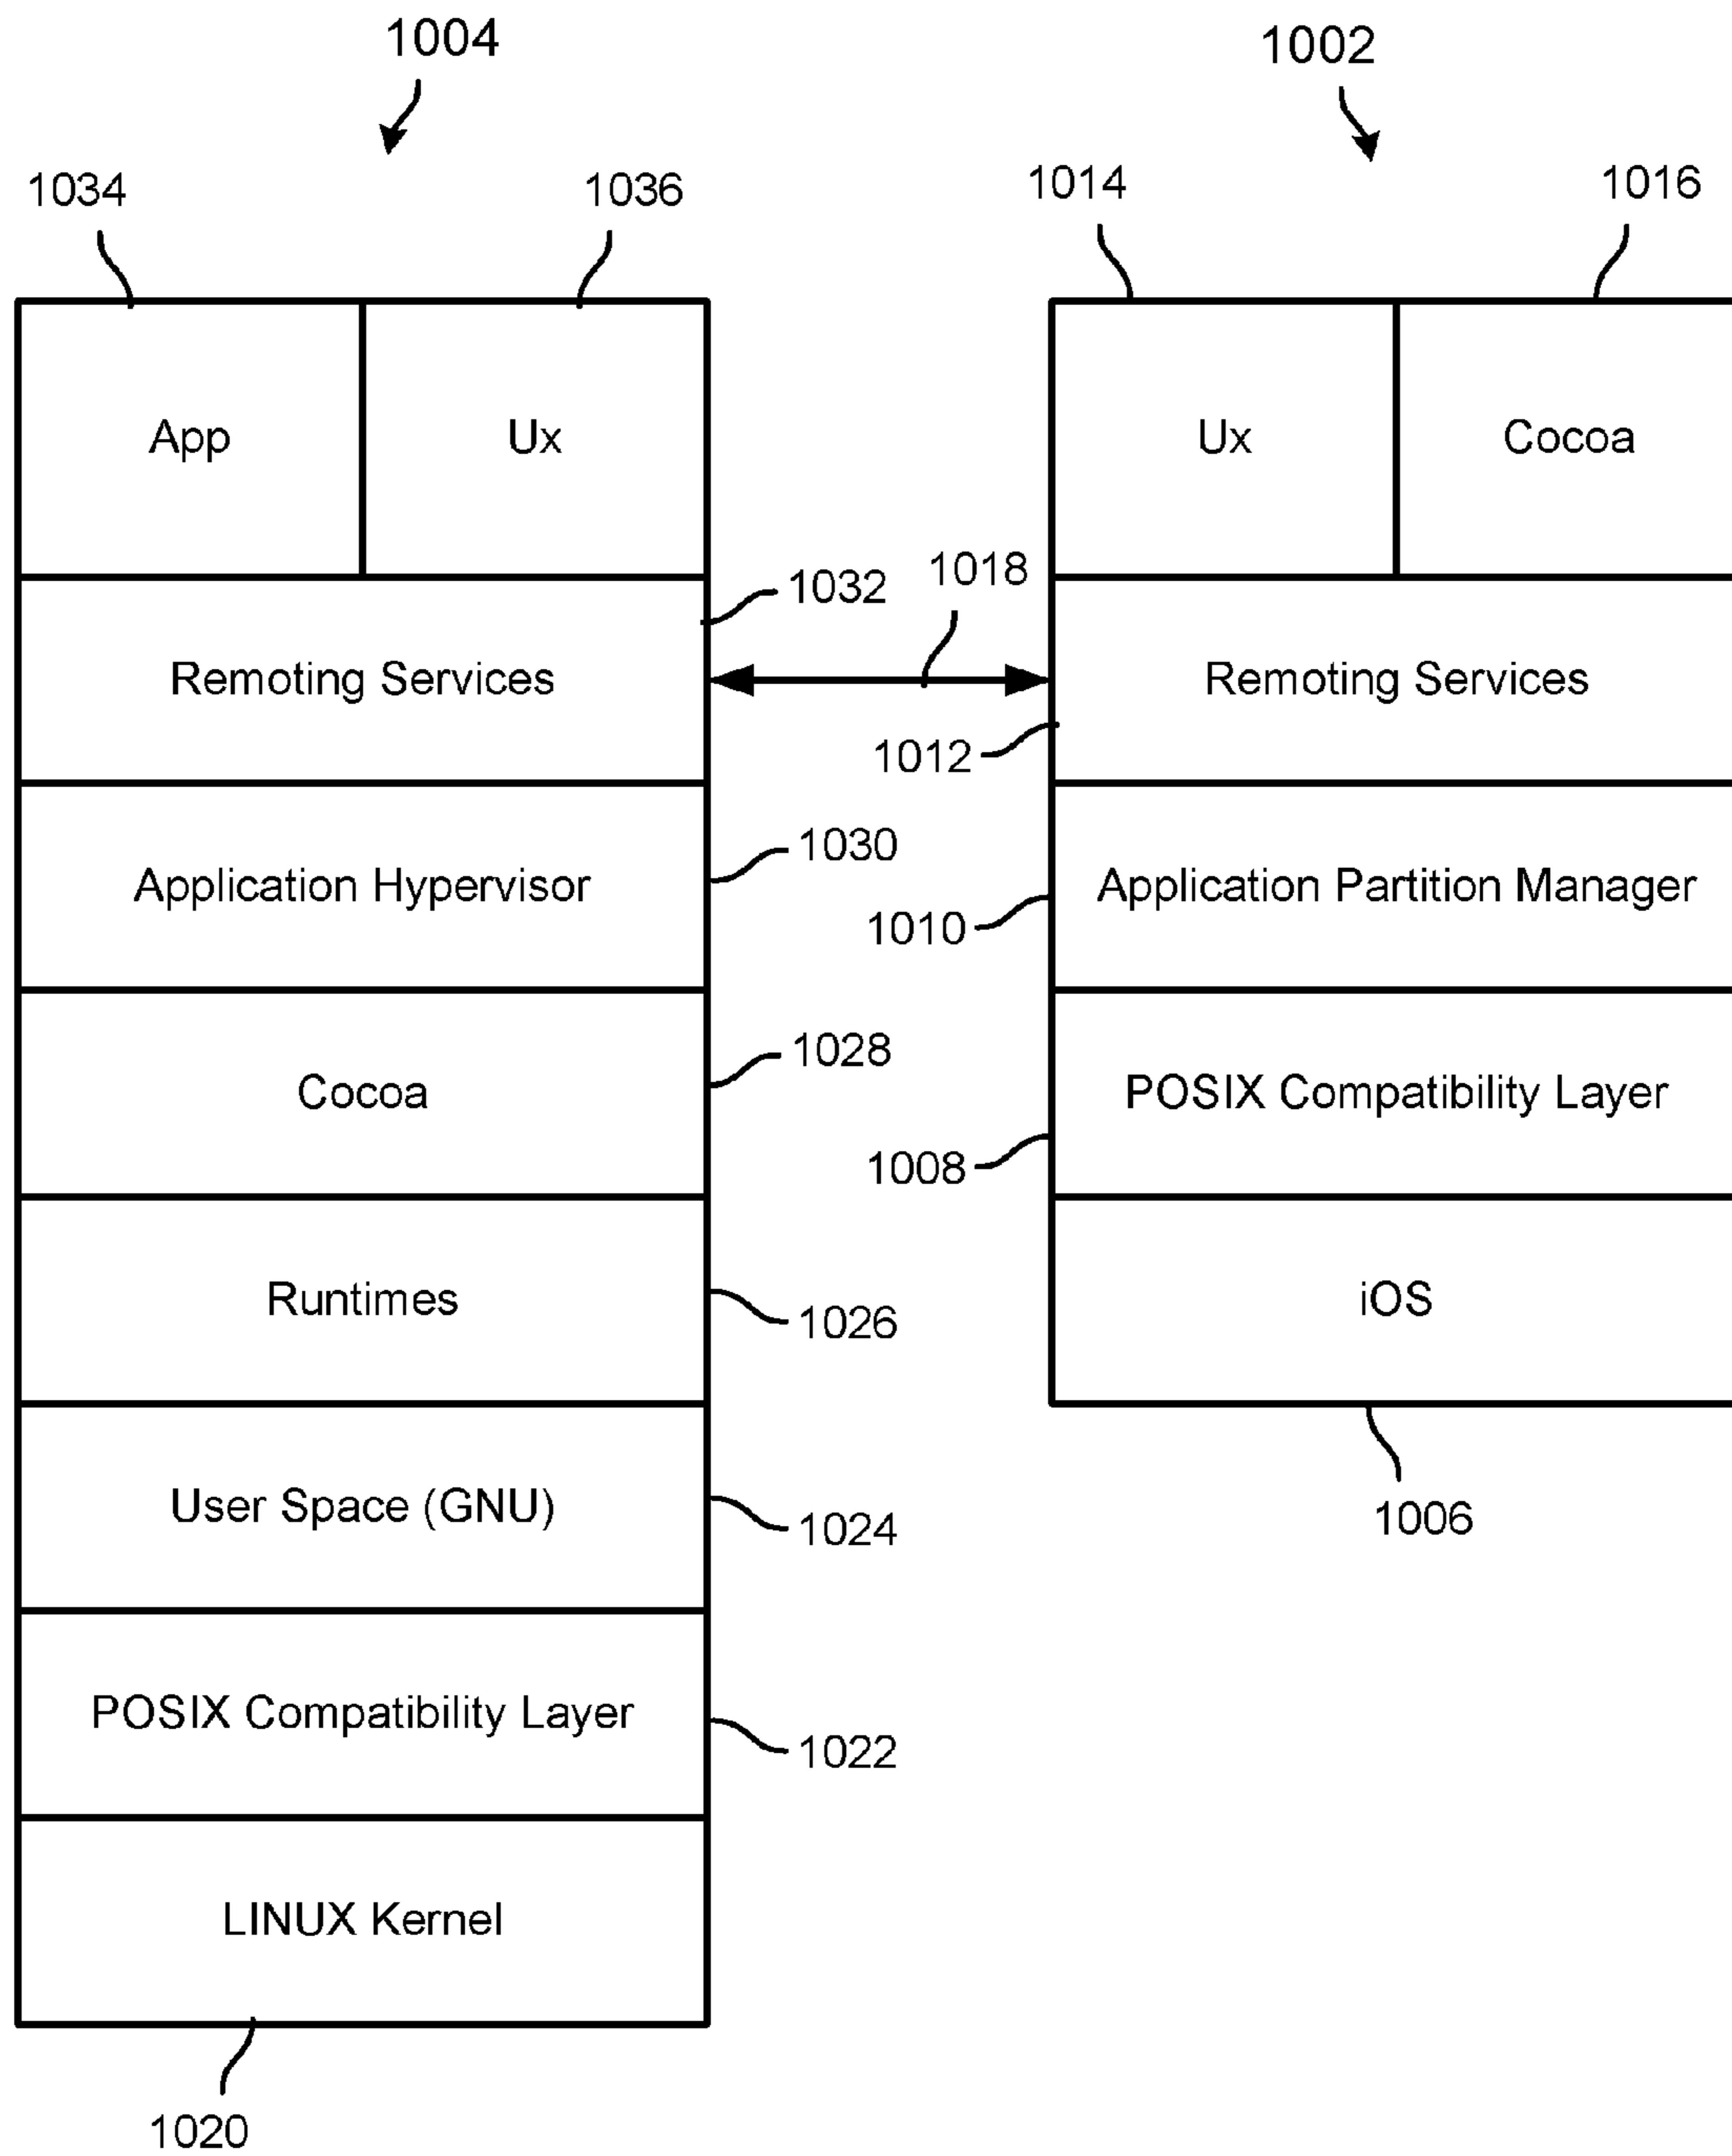 1004
1002
1034
1036
1014
1016
App
Ux
Ux
Cocoa
1018
1032
Remoting Services
Remoting Services
1012
1030
Application Hypervisor
Application Partition Manager
1010
1028
Cocoa
POSIX Compatibility Layer
1008
Runtimes
iOS
1026
User Space (GNU)
1024
1006
POSIX Compatibility Layer
1022
LINUX Kernel
1020